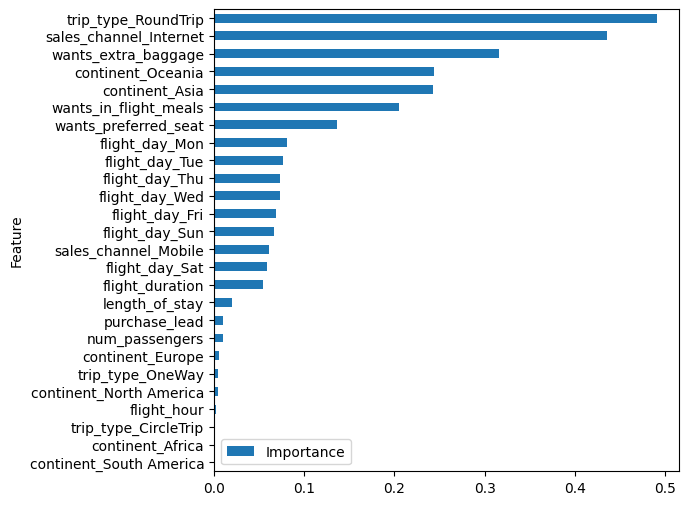 trip_type_RoundTrip
sales_channel_Internet
wants_extra_baggage
continent_Oceania
continent_Asia
wants_in_flight_meals
wants_preferred_seat
flight_day_Mon
flight_day_Tue
flight_day_Thu
flight_day_Wed
flight_day_Fri
flight_day_Sun
sales_channel_Mobile
flight_day_Sat
flight_duration
length_of_stay
purchase_lead
num_passengers
continent_Europe
trip_type_OneWay
continent_North America
flight_hour
trip_type_CircleTrip
continent_Africa
continent_South America
Feature
Importance
0.0 0.1 0.2 0.3 0.4 0.5